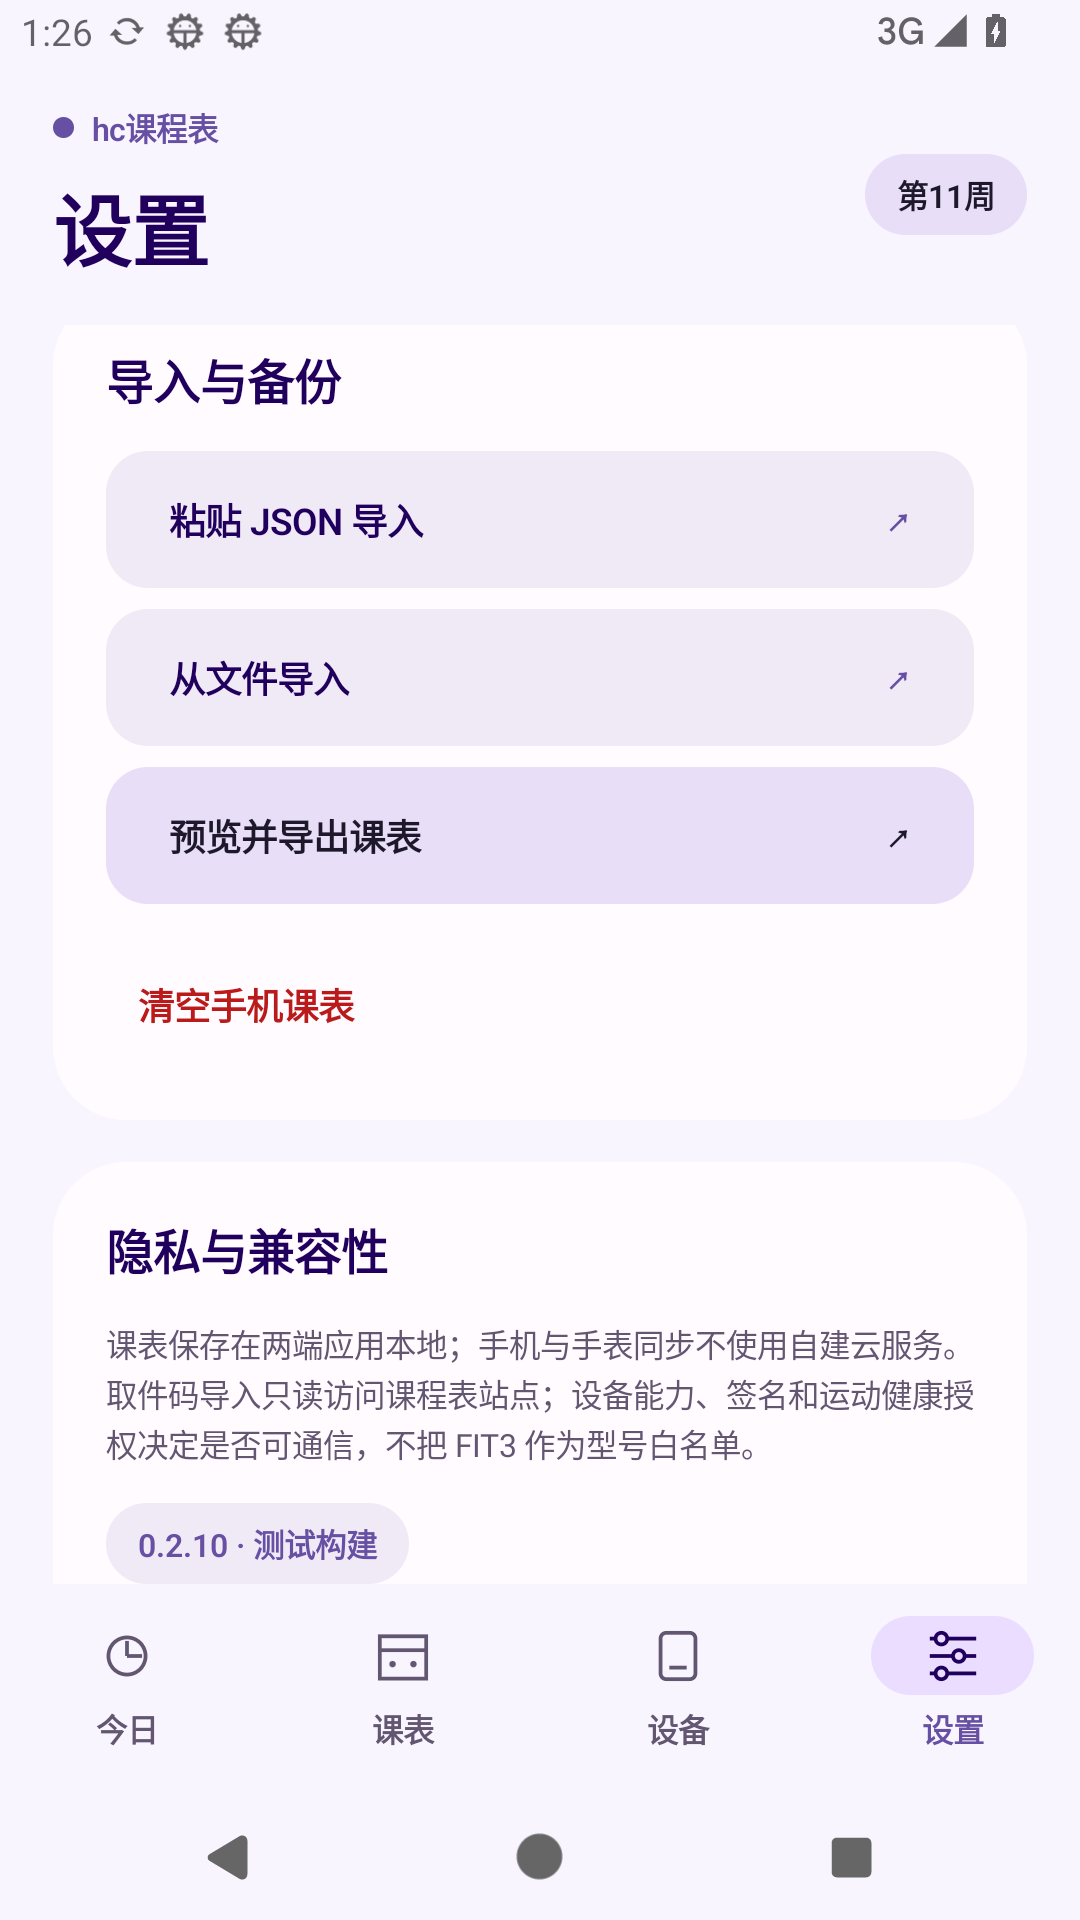 1:26
3G
hc课程表
设置
第11周
导入与备份
粘贴 JSON 导入
从文件导入
预览并导出课表
清空手机课表
隐私与兼容性
课表保存在两端应用本地；手机与手表同步不使用自建云服务。
取件码导入只读访问课程表站点；设备能力、签名和运动健康授
权决定是否可通信，不把 FIT3 作为型号白名单。
0.2.10 · 测试构建
今日
课表
设备
设置